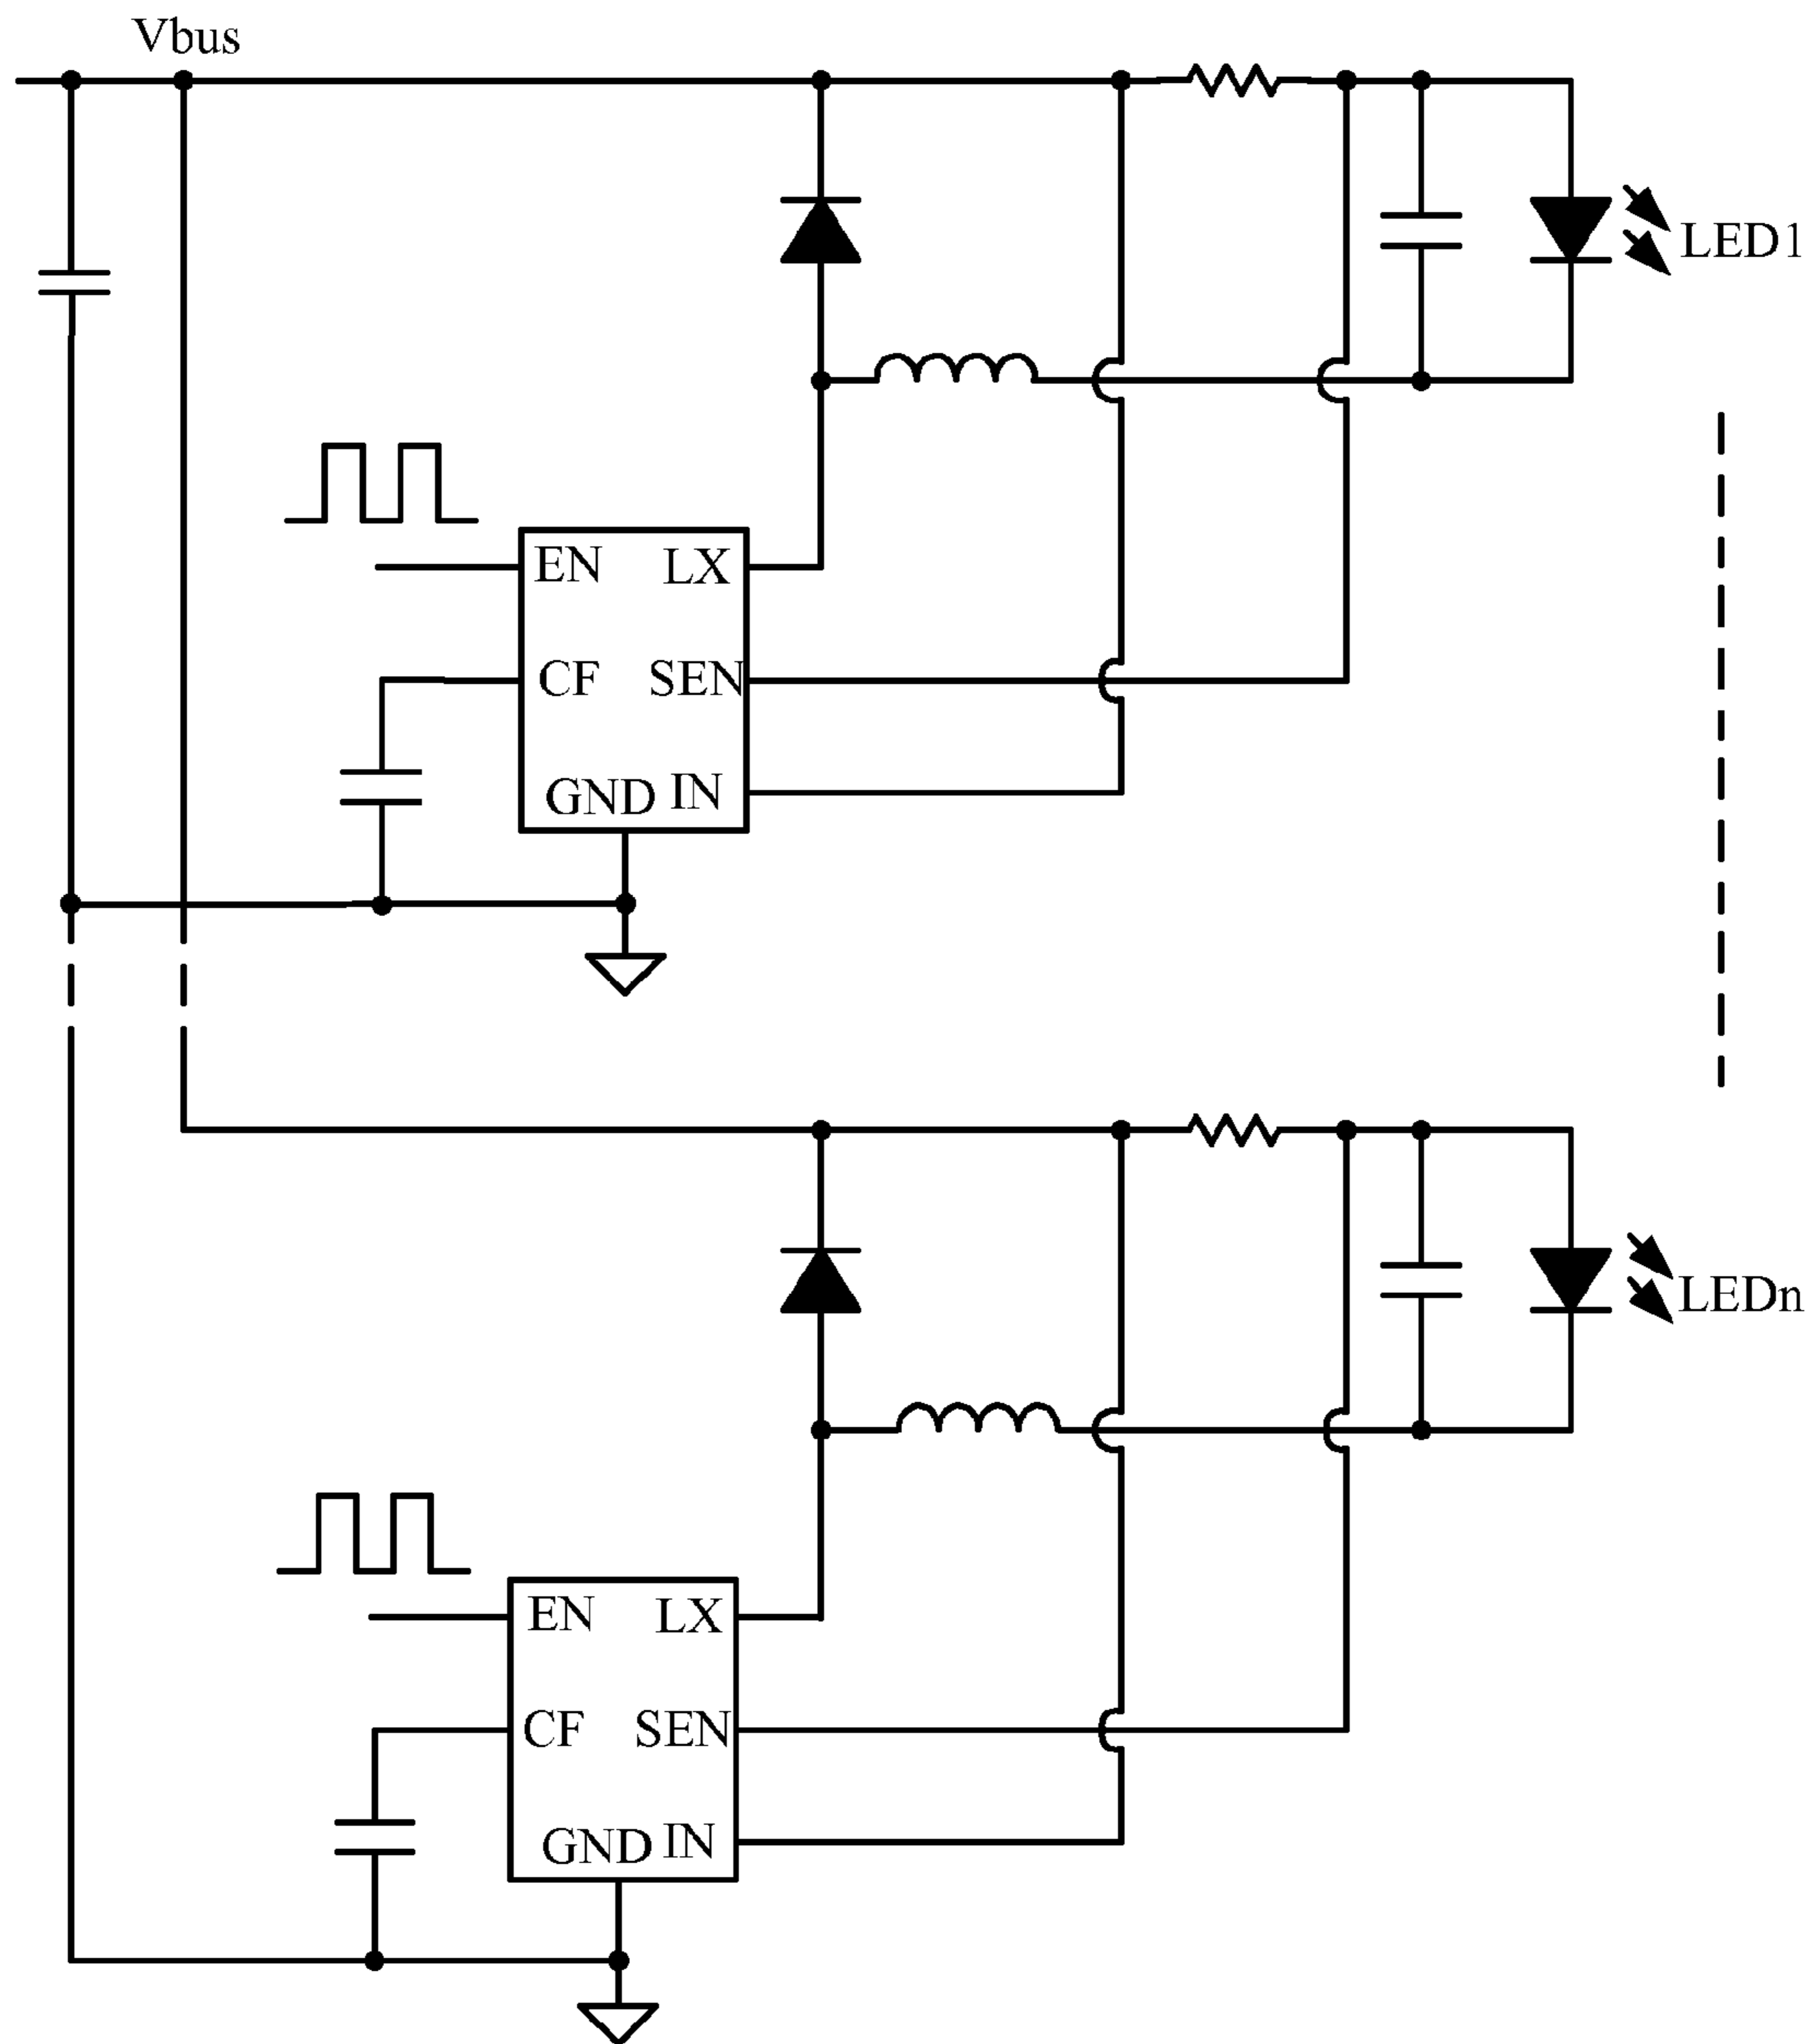 Vbus
LED1
EN LX
CF SEN
GND IN
LEDn
EN LX
CF SEN
GND IN